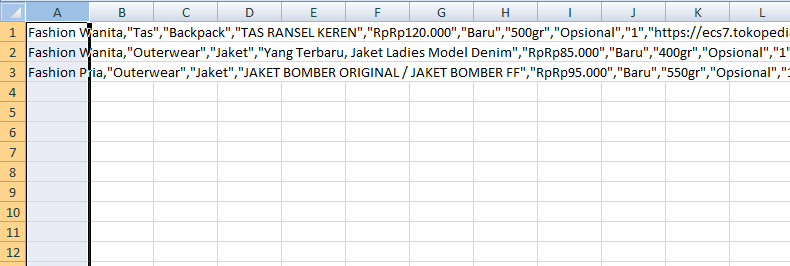 A B C D E F G H I J K L
1 Fashion Wanita,"Tas","Backpack","TAS RANSEL KEREN","RpRp120.000","Baru","500gr","Opsional","1","https://ecs7.tokopedi
2 Fashion Wanita,"Outerwear","Jaket","Yang Terbaru, Jaket Ladies Model Denim","RpRp85.000","Baru","400gr","Opsional","1"
3 Fashion Pria,"Outerwear","Jaket","JAKET BOMBER ORIGINAL / JAKET BOMBER FF","RpRp95.000","Baru","550gr","Opsional","1
4
5
6
7
8
9
10
11
12